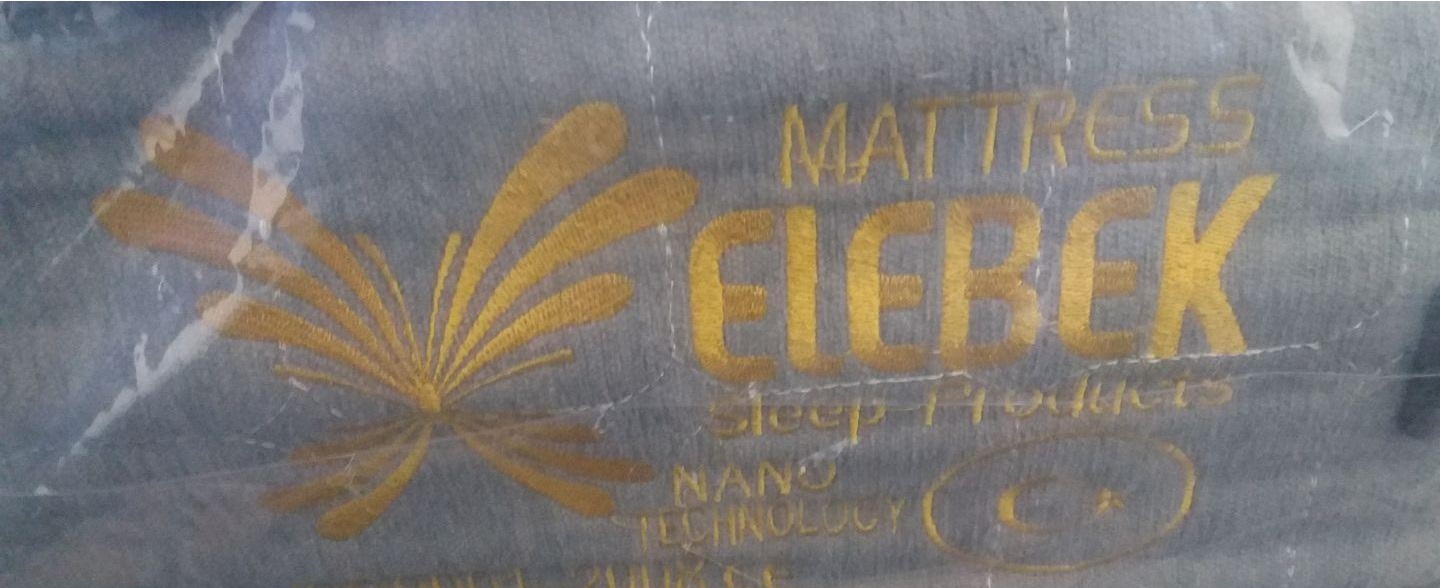 MATTRESS
ELEBEK
Sleep Products
NANO
TECHNOLOGY